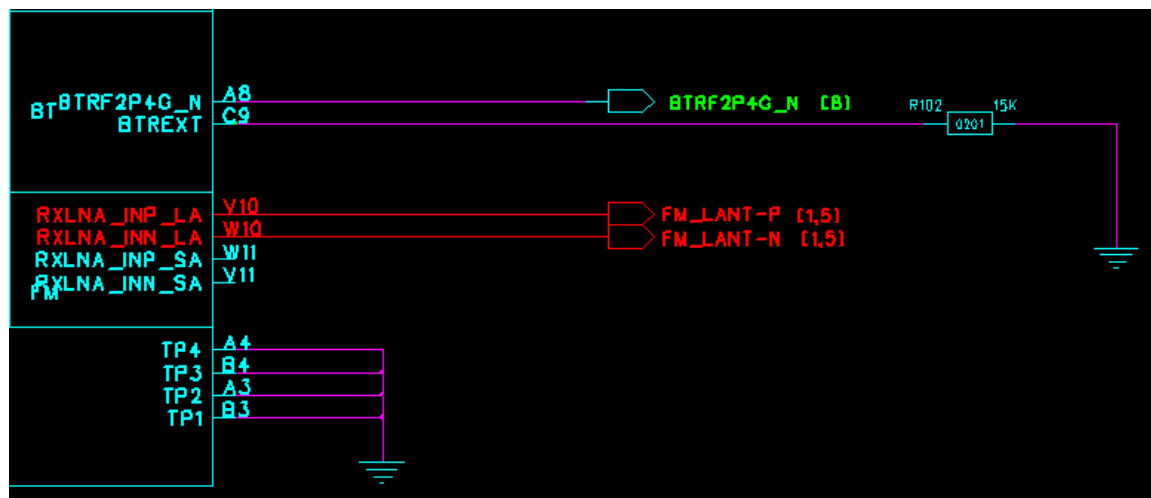 BTRF2P4G_N A8 BTRF2P4G_N [8]
BT
BTREXT C9 R102 0201 15K
RXLNA_INP_LA V10 FM_LANT-P [1,5]
RXLNA_INN_LA W10 FM_LANT-N [1,5]
RXLNA_INP_SA W11
RXLNA_INN_SA V11
FM
TP4 A4
TP3 B4
TP2 A3
TP1 B3